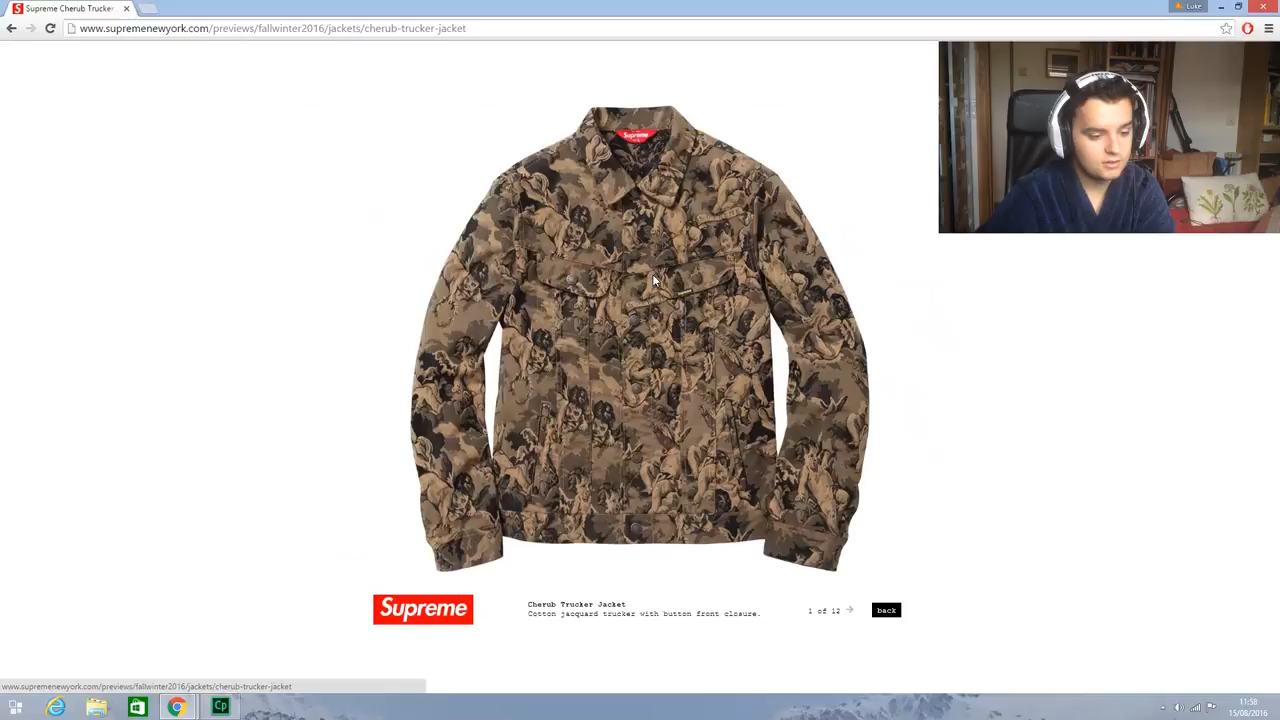 Supreme Cherub Trucker
Luke
www.supremenewyork.com/previews/fallwinter2016/jackets/cherub-trucker-jacket
Supreme
Supreme
Cherub Trucker Jacket
Cotton jacquard trucker with button front closure.
1 of 12
back
www.supremenewyork.com/previews/fallwinter2016/jackets/cherub-trucker-jacket
Cp
11:58
15/08/2016